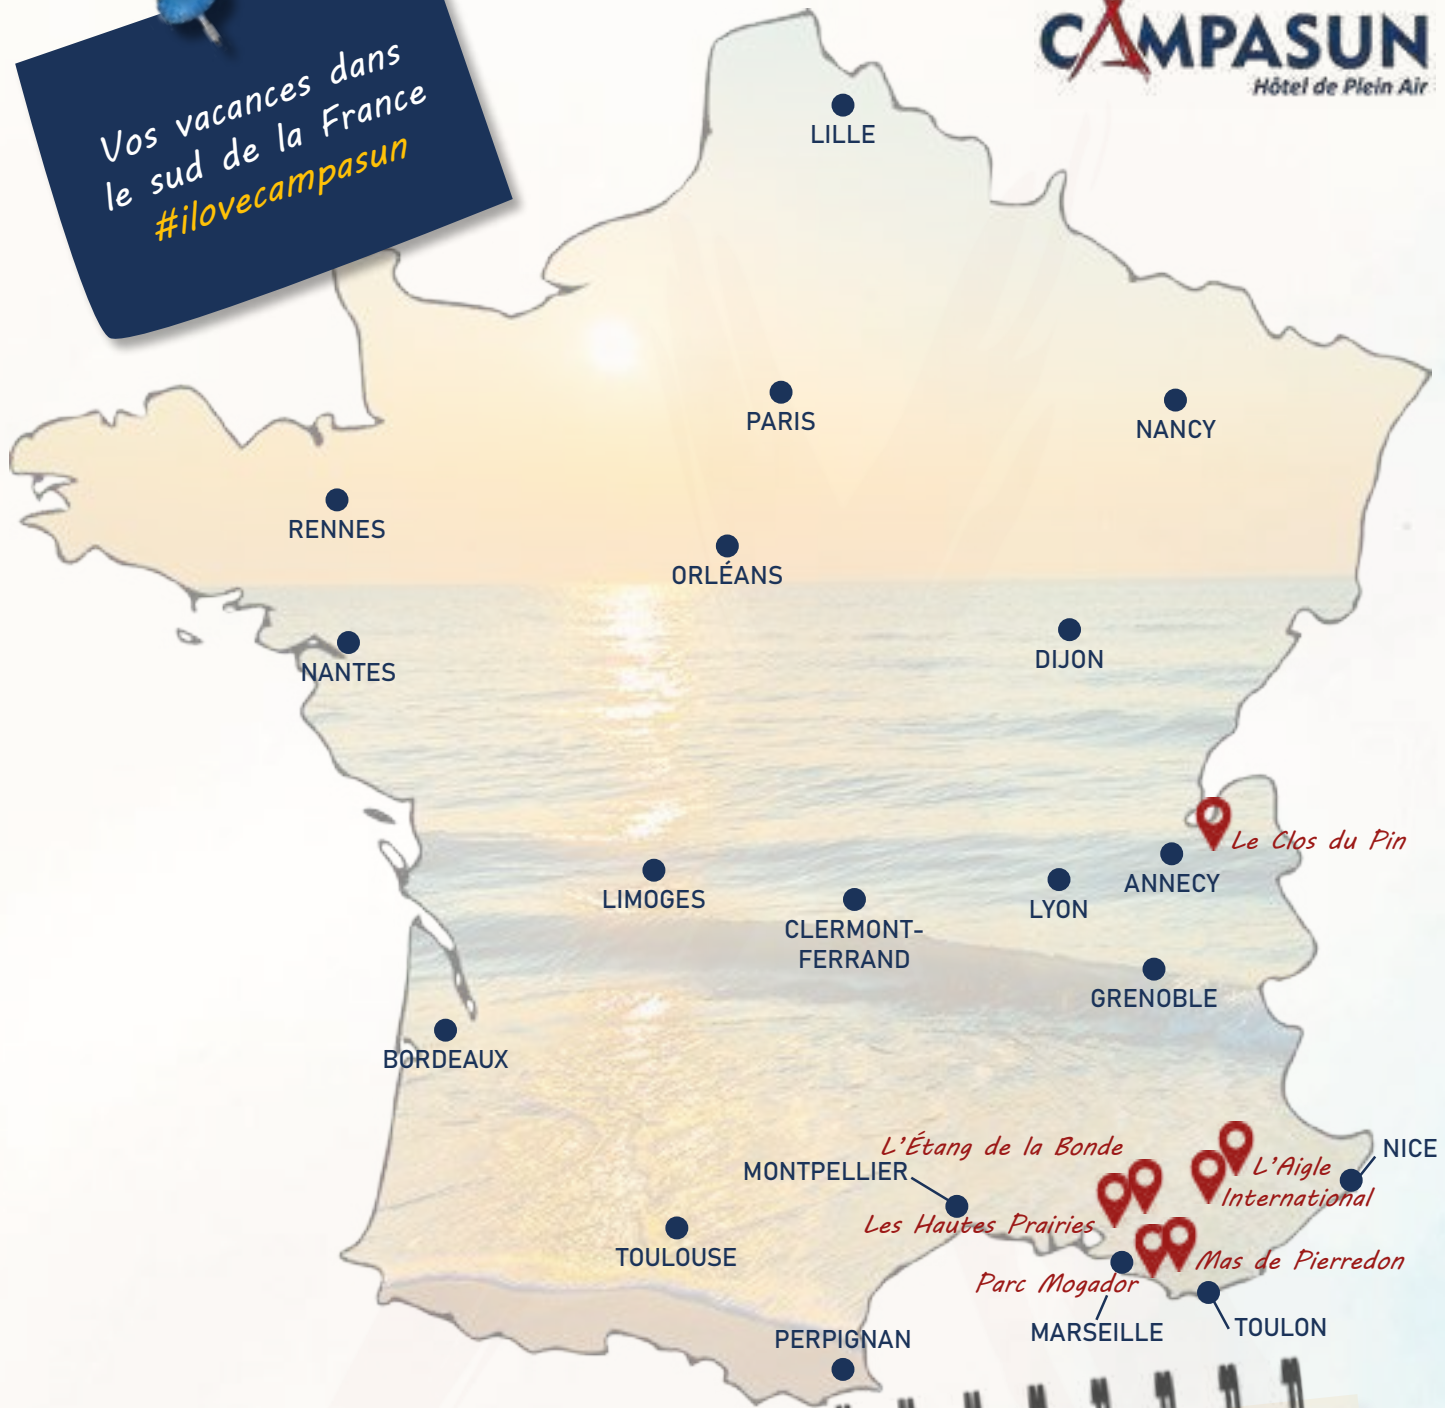 Vos vacances dans
le sud de la France
#ilovecampasun
CAMPASUN
Hôtel de Plein Air
LILLE
PARIS
NANCY
RENNES
ORLÉANS
NANTES
DIJON
Le Clos du Pin
ANNECY
LIMOGES
LYON
CLERMONT-
FERRAND
GRENOBLE
BORDEAUX
L'Étang de la Bonde
NICE
MONTPELLIER
L'Aigle
International
Les Hautes Prairies
TOULOUSE
Mas de Pierredon
Parc Mogador
MARSEILLE
TOULON
PERPIGNAN